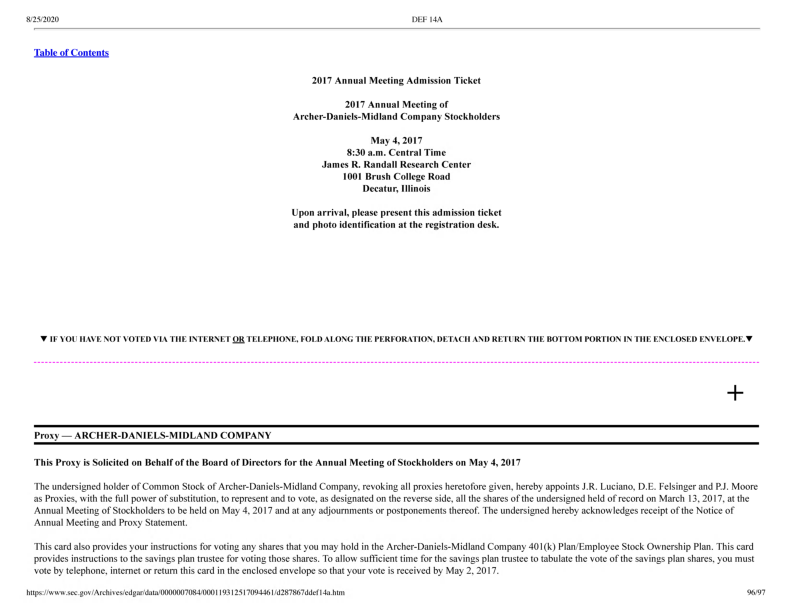 8/25/2020 DEF 14A
Table of Contents
2017 Annual Meeting Admission Ticket
2017 Annual Meeting of
Archer-Daniels-Midland Company Stockholders
May 4, 2017
8:30 a.m. Central Time
James R. Randall Research Center
1001 Brush College Road
Decatur, Illinois
Upon arrival, please present this admission ticket
and photo identification at the registration desk.
▼ IF YOU HAVE NOT VOTED VIA THE INTERNET OR TELEPHONE, FOLD ALONG THE PERFORATION, DETACH AND RETURN THE BOTTOM PORTION IN THE ENCLOSED ENVELOPE.▼
+
Proxy — ARCHER-DANIELS-MIDLAND COMPANY
This Proxy is Solicited on Behalf of the Board of Directors for the Annual Meeting of Stockholders on May 4, 2017
The undersigned holder of Common Stock of Archer-Daniels-Midland Company, revoking all proxies heretofore given, hereby appoints J.R. Luciano, D.E. Felsinger and P.J. Moore
as Proxies, with the full power of substitution, to represent and to vote, as designated on the reverse side, all the shares of the undersigned held of record on March 13, 2017, at the
Annual Meeting of Stockholders to be held on May 4, 2017 and at any adjournments or postponements thereof. The undersigned hereby acknowledges receipt of the Notice of
Annual Meeting and Proxy Statement.
This card also provides your instructions for voting any shares that you may hold in the Archer-Daniels-Midland Company 401(k) Plan/Employee Stock Ownership Plan. This card
provides instructions to the savings plan trustee for voting those shares. To allow sufficient time for the savings plan trustee to tabulate the vote of the savings plan shares, you must
vote by telephone, internet or return this card in the enclosed envelope so that your vote is received by May 2, 2017.
https://www.sec.gov/Archives/edgar/data/0000007084/000119312517094461/d287867ddef14a.htm 96/97